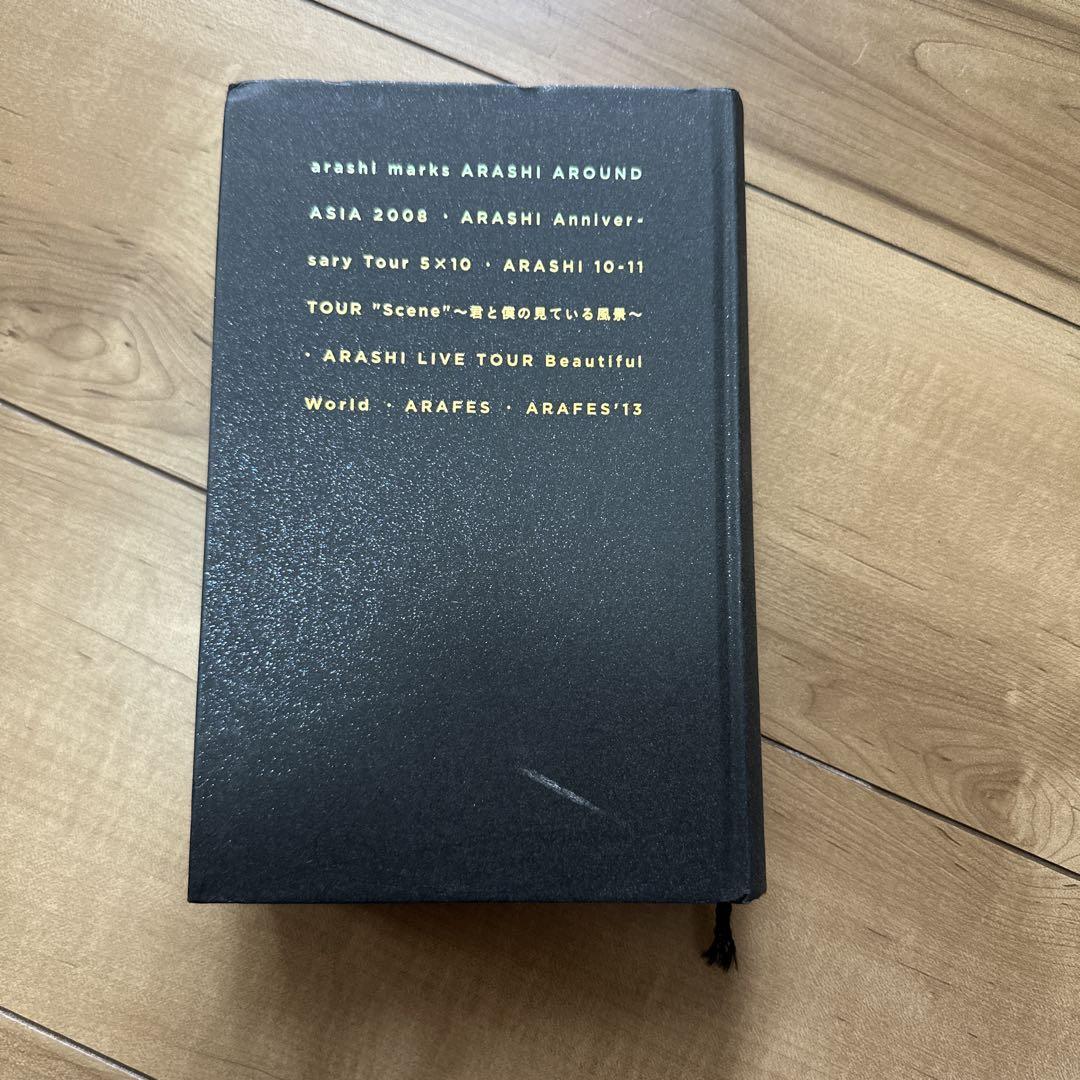 arashi marks ARASHI AROUND
ASIA 2008 · ARASHI Anniver-
sary Tour 5×10 · ARASHI 10-11
TOUR "Scene"〜君と僕の見ている風景〜
· ARASHI LIVE TOUR Beautiful
World · ARAFES · ARAFES'13